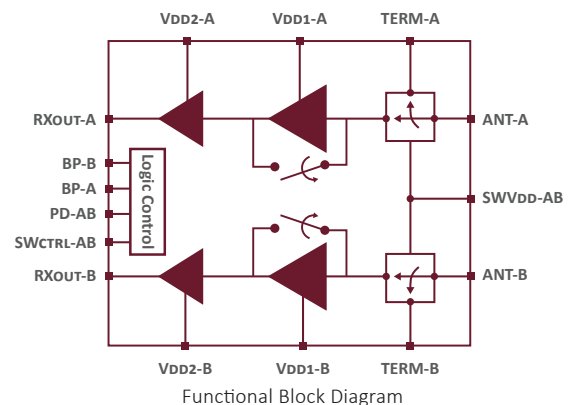 VDD2-A
VDD1-A
TERM-A
RXOUT-A
ANT-A
BP-B
BP-A
PD-AB
SWCTRL-AB
Logic Control
SWVDD-AB
RXOUT-B
ANT-B
VDD2-B
VDD1-B
TERM-B
Functional Block Diagram